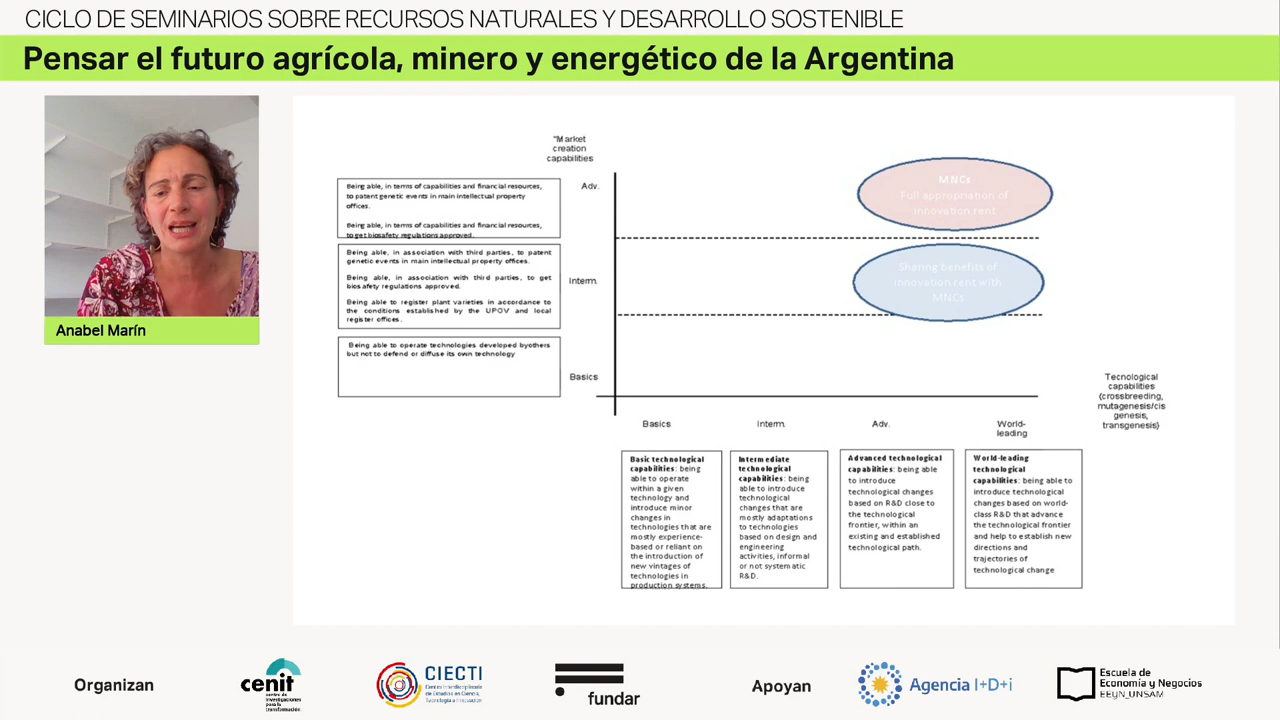 CICLO DE SEMINARIOS SOBRE RECURSOS NATURALES Y DESARROLLO SOSTENIBLE
Pensar el futuro agrícola, minero y energético de la Argentina
Anabel Marín
"Market
creation
capabilities
Adv.
Being able, in terms of capabilities and financial resources,
to patent genetic events in main intellectual property
offices.
Being able, in terms of capabilities and financial resources,
to get biosafety regulations approved.
Being able, in association with third parties, to patent
genetic events in main intellectual property offices.
Being able, in association with third parties, to get
biosafety regulations approved.
Being able to register plant varieties in accordance to
the conditions established by the UPOV and local
register offices.
Interm.
Being able to operate technologies developed byothers
but not to defend or diffuse its own technology
Basics
MNCs
Full appropriation of
innovation rent
Sharing benefits of
innovation rent with
MNCs
Tecnological
capabilities
(crossbreeding,
mutagenesis/cis
genesis,
transgenesis)
Basics
Interm.
Adv.
World-
leading
Basic technological
capabilities: being
able to operate
within a given
technology and
introduce minor
changes in
technologies that are
mostly experience-
based or reliant on
the introduction of
new vintages of
technologies in
production systems.
Intermediate
technological
capabilities: being
able to introduce
technological
changes that are
mostly adaptations
to technologies
based on design and
engineering
activities, informal
or not systematic
R&D.
Advanced technological
capabilities: being able
to introduce
technological changes
based on R&D close to
the technological
frontier, within an
existing and established
technological path.
World-leading
technological
capabilities: being able to
introduce technological
changes based on world-
class R&D that advance
the technological frontier
and help to establish new
directions and
trajectories of
technological change
Organizan
cenit
centro de
investigaciones
para la
transformación
CIECTI
Centro Interdisciplinario
de Estudios en Ciencia,
Tecnología e Innovación
fundar
Apoyan
Agencia I+D+i
Escuela de
Economía y Negocios
EEyN_UNSAM